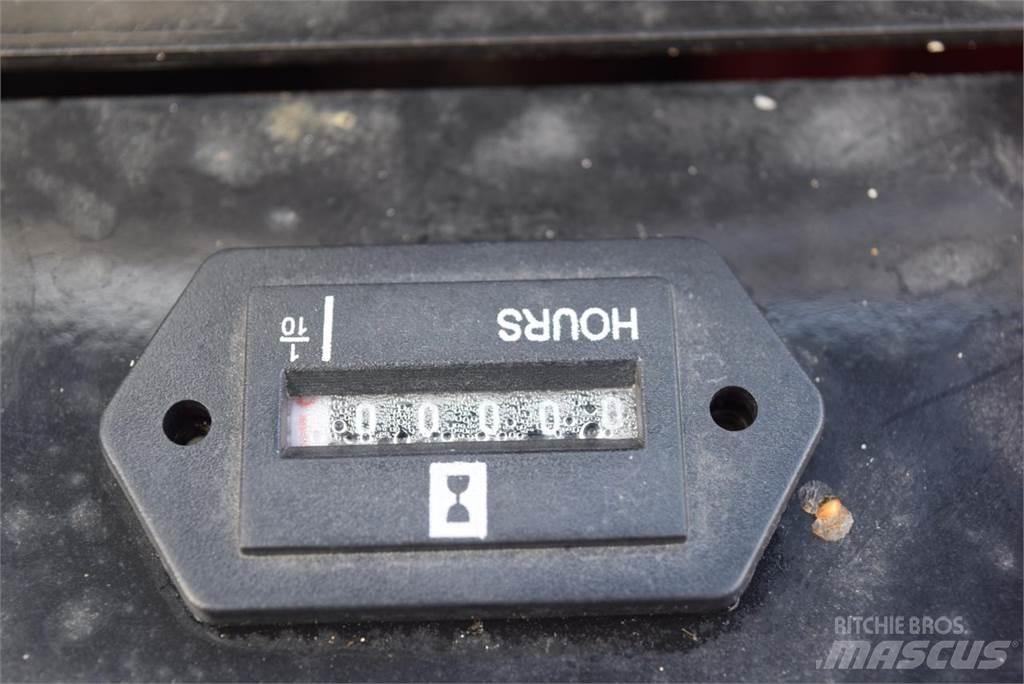 HOURS
1/10
0 0 0 0 0
RITCHIE BROS.
MASCUS